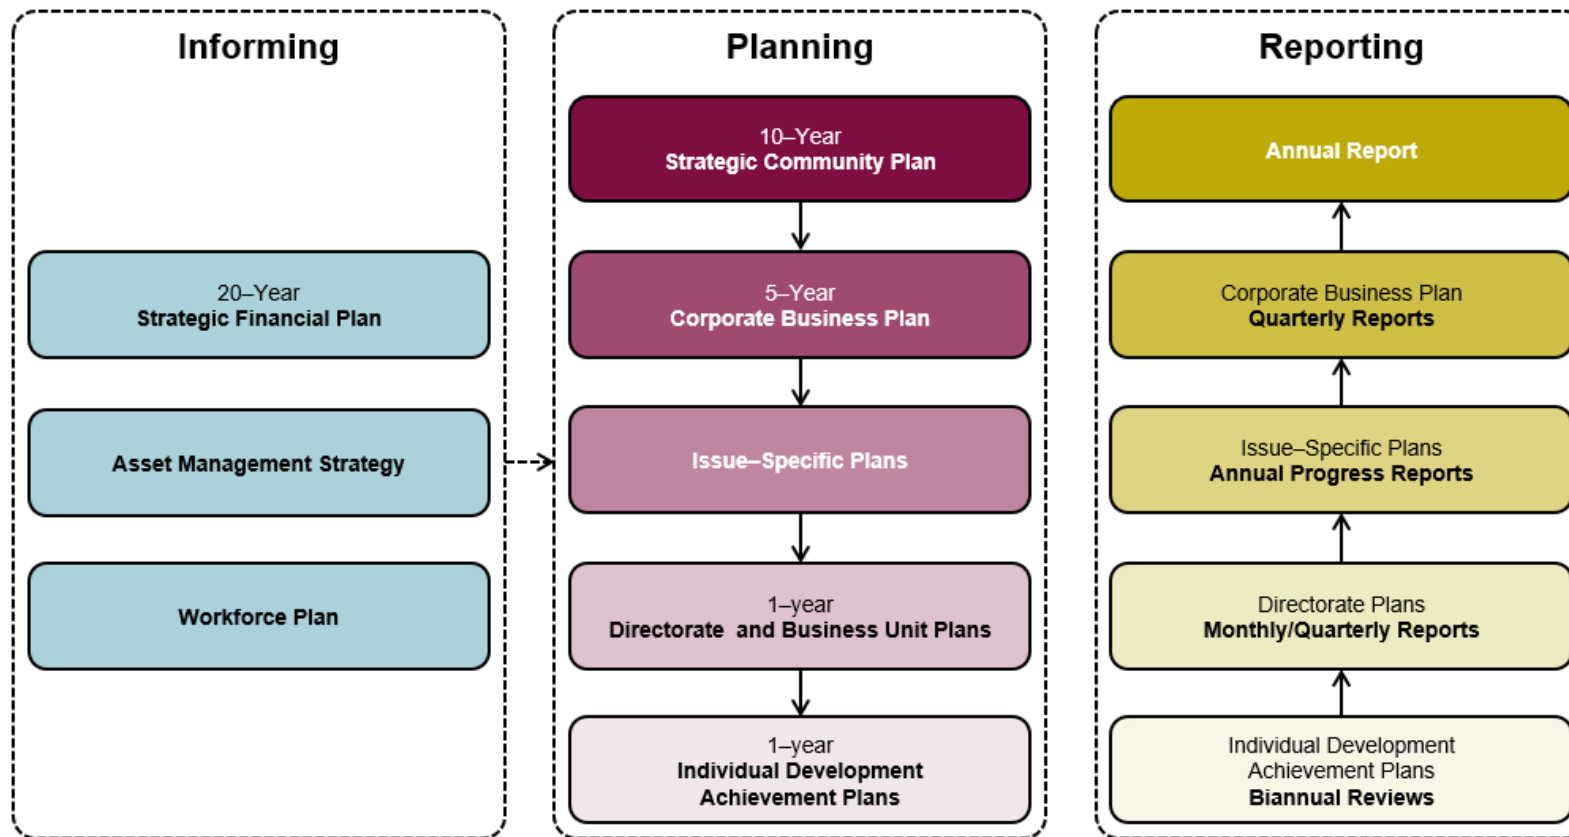 Informing
20–Year
Strategic Financial Plan
Asset Management Strategy
Workforce Plan
Planning
10–Year
Strategic Community Plan
5–Year
Corporate Business Plan
Issue–Specific Plans
1–year
Directorate and Business Unit Plans
1–year
Individual Development
Achievement Plans
Reporting
Annual Report
Corporate Business Plan
Quarterly Reports
Issue–Specific Plans
Annual Progress Reports
Directorate Plans
Monthly/Quarterly Reports
Individual Development
Achievement Plans
Biannual Reviews